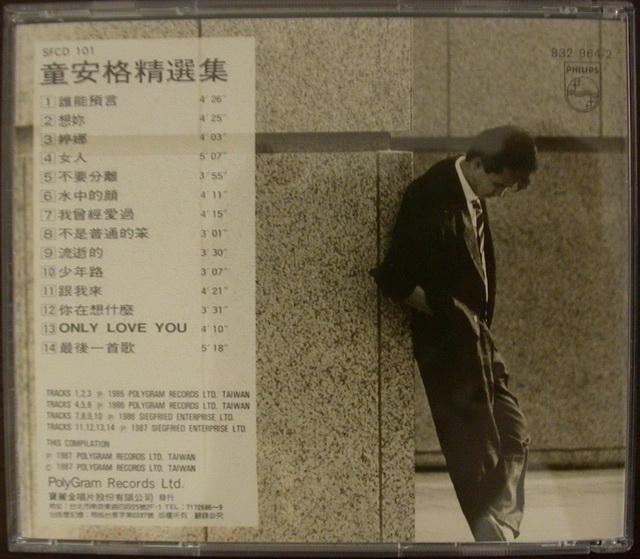 SFCD 101
童安格精選集
1 誰能預言 4'26"
2 想妳 4'25"
3 婷娜 4'03"
4 女人 5'07"
5 不要分離 3'55"
6 水中的顔 4'11"
7 我曾經愛過 4'15"
8 不是普通的笨 3'01"
9 流逝的 3'30"
10 少年路 3'07"
11 跟我來 4'21"
12 你在想什麼 3'31"
13 ONLY LOVE YOU 4'10"
14 最後一首歌 5'18"
TRACKS 1,2,3 ℗ 1985 POLYGRAM RECORDS LTD. TAIWAN
TRACKS 4,5,6 ℗ 1986 POLYGRAM RECORDS LTD. TAIWAN
TRACKS 7,8,9,10 ℗ 1986 SIEGFRIED ENTERPRISE LTD.
TRACKS 11,12,13,14 ℗ 1987 SIEGFRIED ENTERPRISE LTD.
THIS COMPILATION
℗ 1987 POLYGRAM RECORDS LTD. TAIWAN
© 1987 POLYGRAM RECORDS LTD. TAIWAN
PolyGram Records Ltd.
寶麗金唱片股份有限公司 發行
832 964-2
PHILIPS